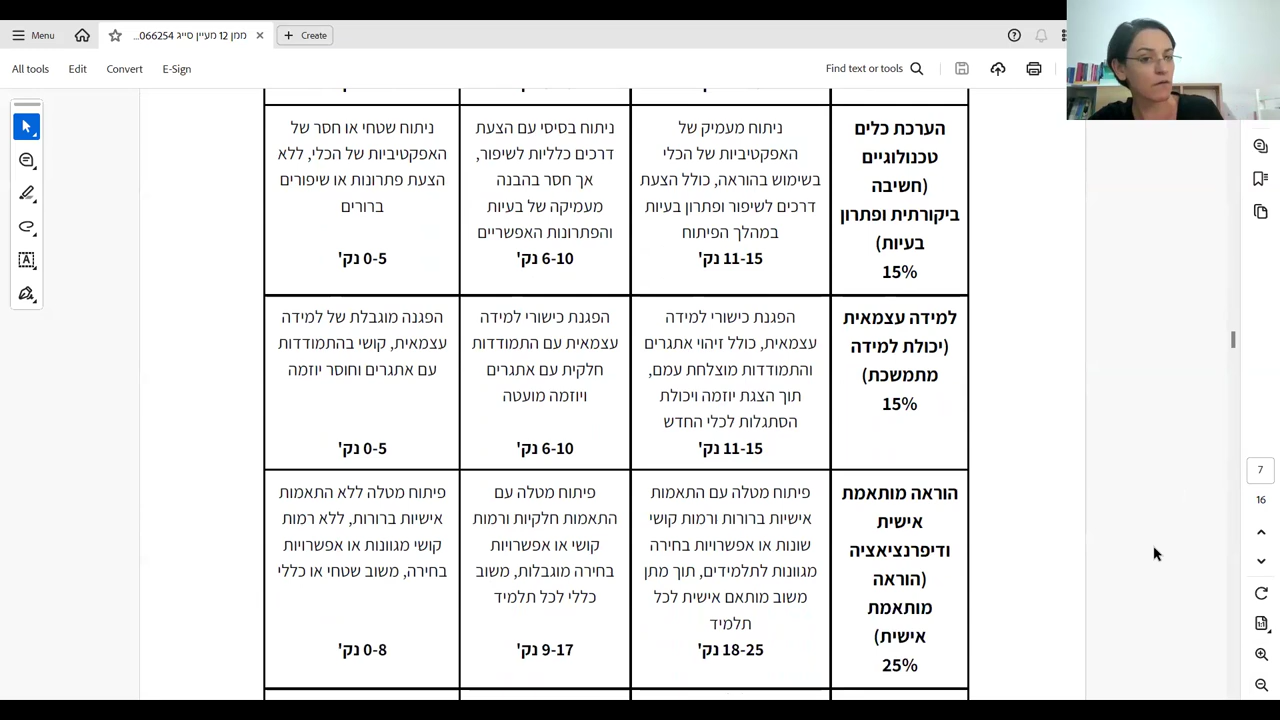 Menu
ממן 12 מעיין סייג 066254...
Create
All tools
Edit
Convert
E-Sign
Find text or tools
הערכת כלים
טכנולוגיים
(חשיבה
ביקורתית ופתרון
בעיות)
15%
ניתוח מעמיק של
האפקטיביות של הכלי
בשימוש בהוראה, כולל הצעת
דרכים לשיפור ופתרון בעיות
במהלך הפיתוח
11-15 נק'
ניתוח בסיסי עם הצעת
דרכים כלליות לשיפור,
אך חסר בהבנה
מעמיקה של בעיות
והפתרונות האפשריים
6-10 נק'
ניתוח שטחי או חסר של
האפקטיביות של הכלי, ללא
הצעת פתרונות או שיפורים
ברורים
0-5 נק'
למידה עצמאית
(יכולת למידה
מתמשכת)
15%
הפגנת כישורי למידה
עצמאית, כולל זיהוי אתגרים
והתמודדות מוצלחת עמם,
תוך הצגת יוזמה ויכולת
הסתגלות לכלי החדש
11-15 נק'
הפגנת כישורי למידה
עצמאית עם התמודדות
חלקית עם אתגרים
ויוזמה מועטה
6-10 נק'
הפגנה מוגבלת של למידה
עצמאית, קושי בהתמודדות
עם אתגרים וחוסר יוזמה
0-5 נק'
הוראה מותאמת
אישית
ודיפרנציאציה
(הוראה
מותאמת
אישית)
25%
פיתוח מטלה עם התאמות
אישיות ברורות ורמות קושי
שונות או אפשרויות בחירה
מגוונות לתלמידים, תוך מתן
משוב מותאם אישית לכל
תלמיד
18-25 נק'
פיתוח מטלה עם
התאמות חלקיות ורמות
קושי או אפשרויות
בחירה מוגבלות, משוב
כללי לכל תלמיד
9-17 נק'
פיתוח מטלה ללא התאמות
אישיות ברורות, ללא רמות
קושי מגוונות או אפשרויות
בחירה, משוב שטחי או כללי
0-8 נק'
7
16